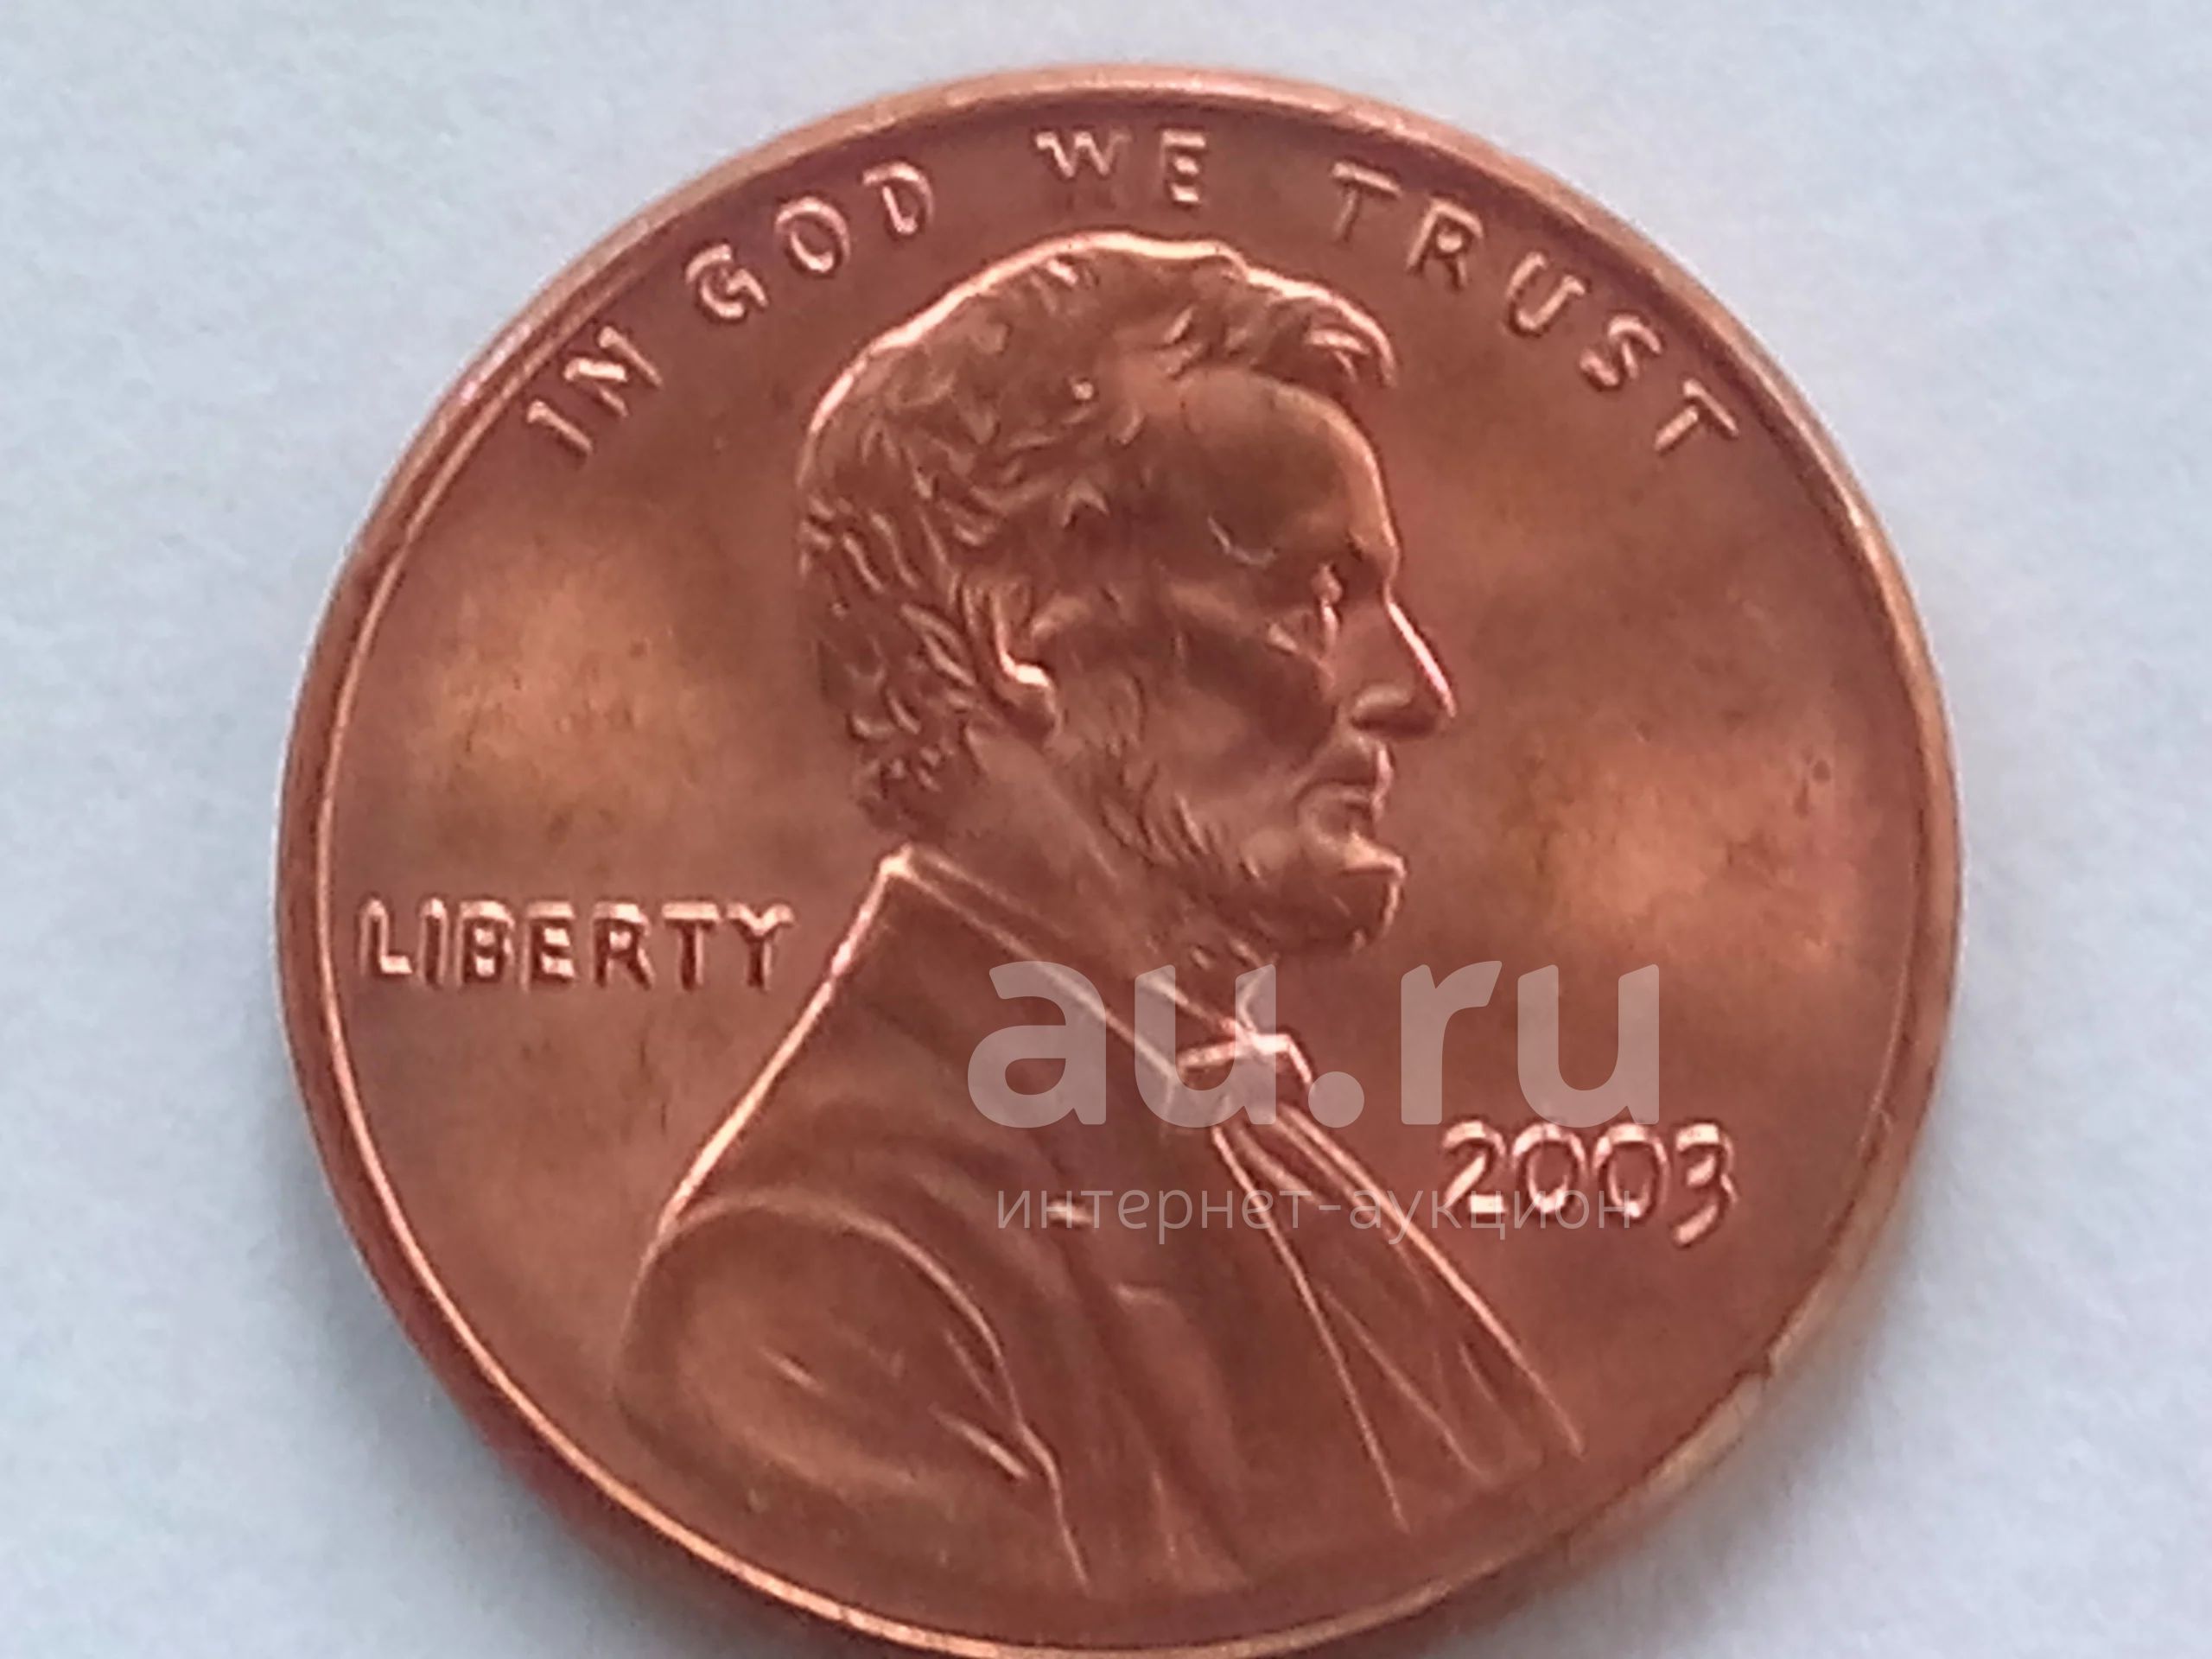 IN GOD WE TRUST
LIBERTY
au.ru
2003
интернет-аукцион